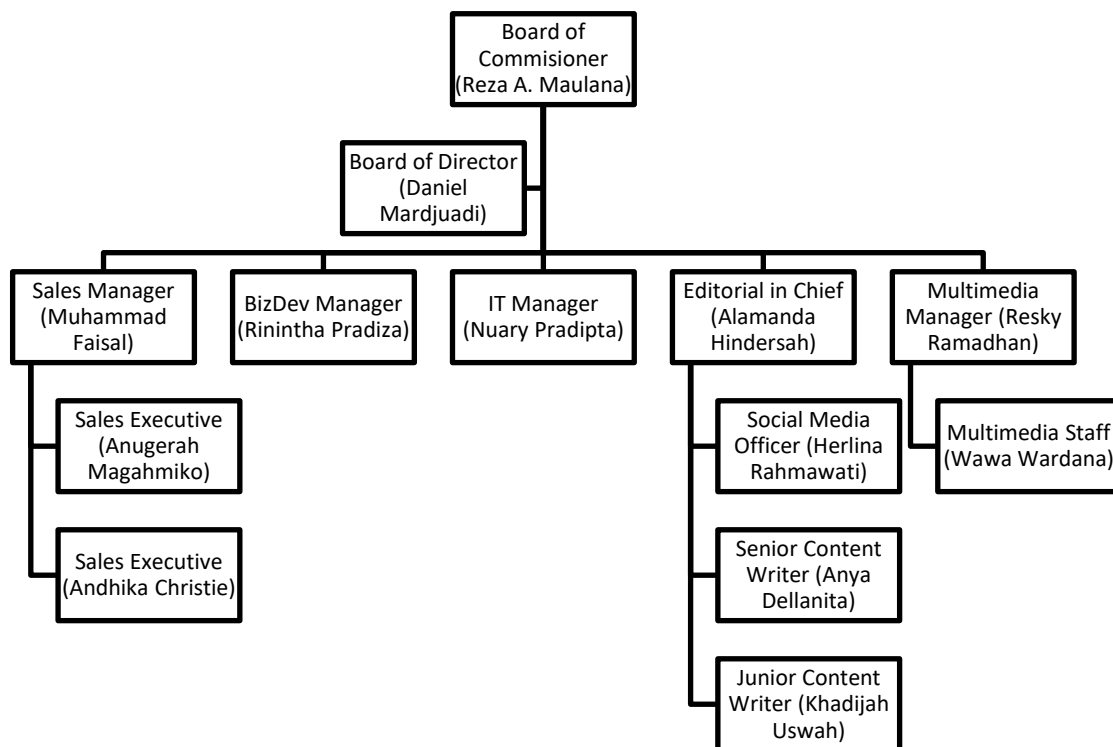 Board of
Commisioner
(Reza A. Maulana)
Board of Director
(Daniel
Mardjuadi)
Sales Manager
(Muhammad
Faisal)
BizDev Manager
(Rinintha Pradiza)
IT Manager
(Nuary Pradipta)
Editorial in Chief
(Alamanda
Hindersah)
Multimedia
Manager (Resky
Ramadhan)
Sales Executive
(Anugerah
Magahmiko)
Sales Executive
(Andhika Christie)
Social Media
Officer (Herlina
Rahmawati)
Senior Content
Writer (Anya
Dellanita)
Junior Content
Writer (Khadijah
Uswah)
Multimedia Staff
(Wawa Wardana)